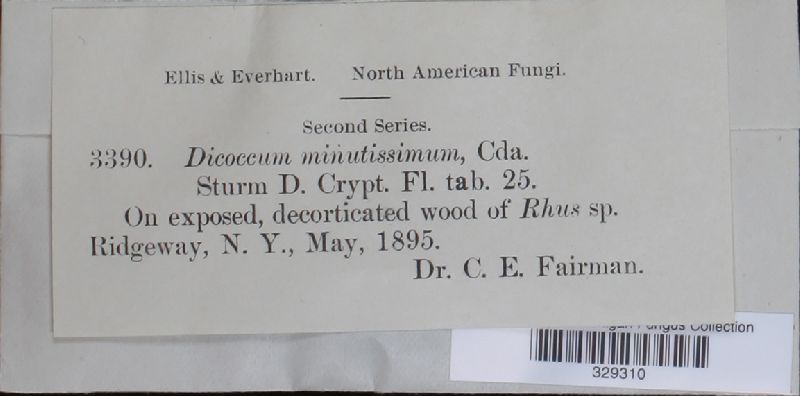 Ellis & Everhart. North American Fungi.
Second Series.
3390. Dicoccum minutissimum, Cda.
Sturm D. Crypt. Fl. tab. 25.
On exposed, decorticated wood of Rhus sp.
Ridgeway, N. Y., May, 1895.
Dr. C. E. Fairman.
Fungus Collection
329310